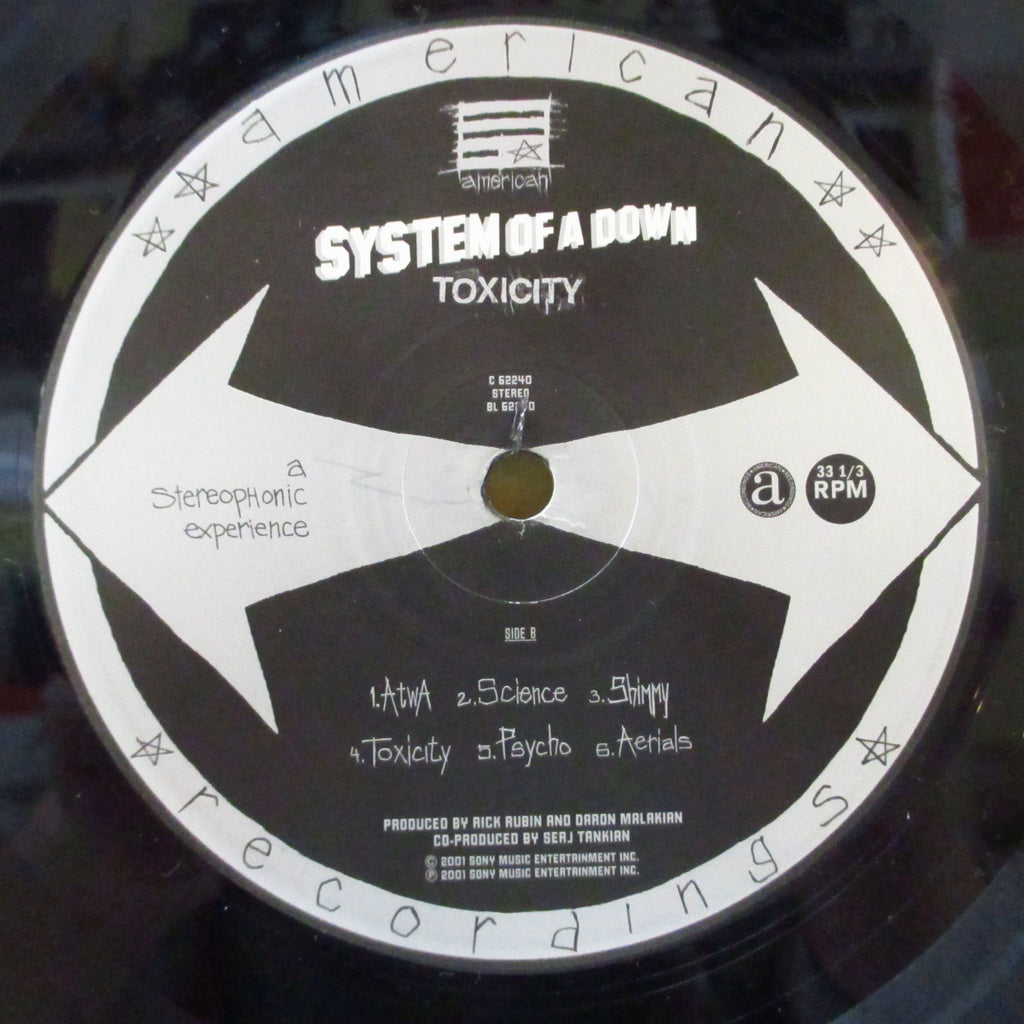 american
american
SYSTEM OF A DOWN
TOXICITY
C 62240
STEREO
BL 62
a
Stereophonic
experience
a
33 1/3
RPM
SIDE B
1. AtwA 2. Science 3. Shimmy
4. Toxicity 5. Psycho 6. Aerials
PRODUCED BY RICK RUBIN AND DARON MALAKIAN
CO-PRODUCED BY SERJ TANKIAN
© 2001 SONY MUSIC ENTERTAINMENT INC.
℗ 2001 SONY MUSIC ENTERTAINMENT INC.
recordings